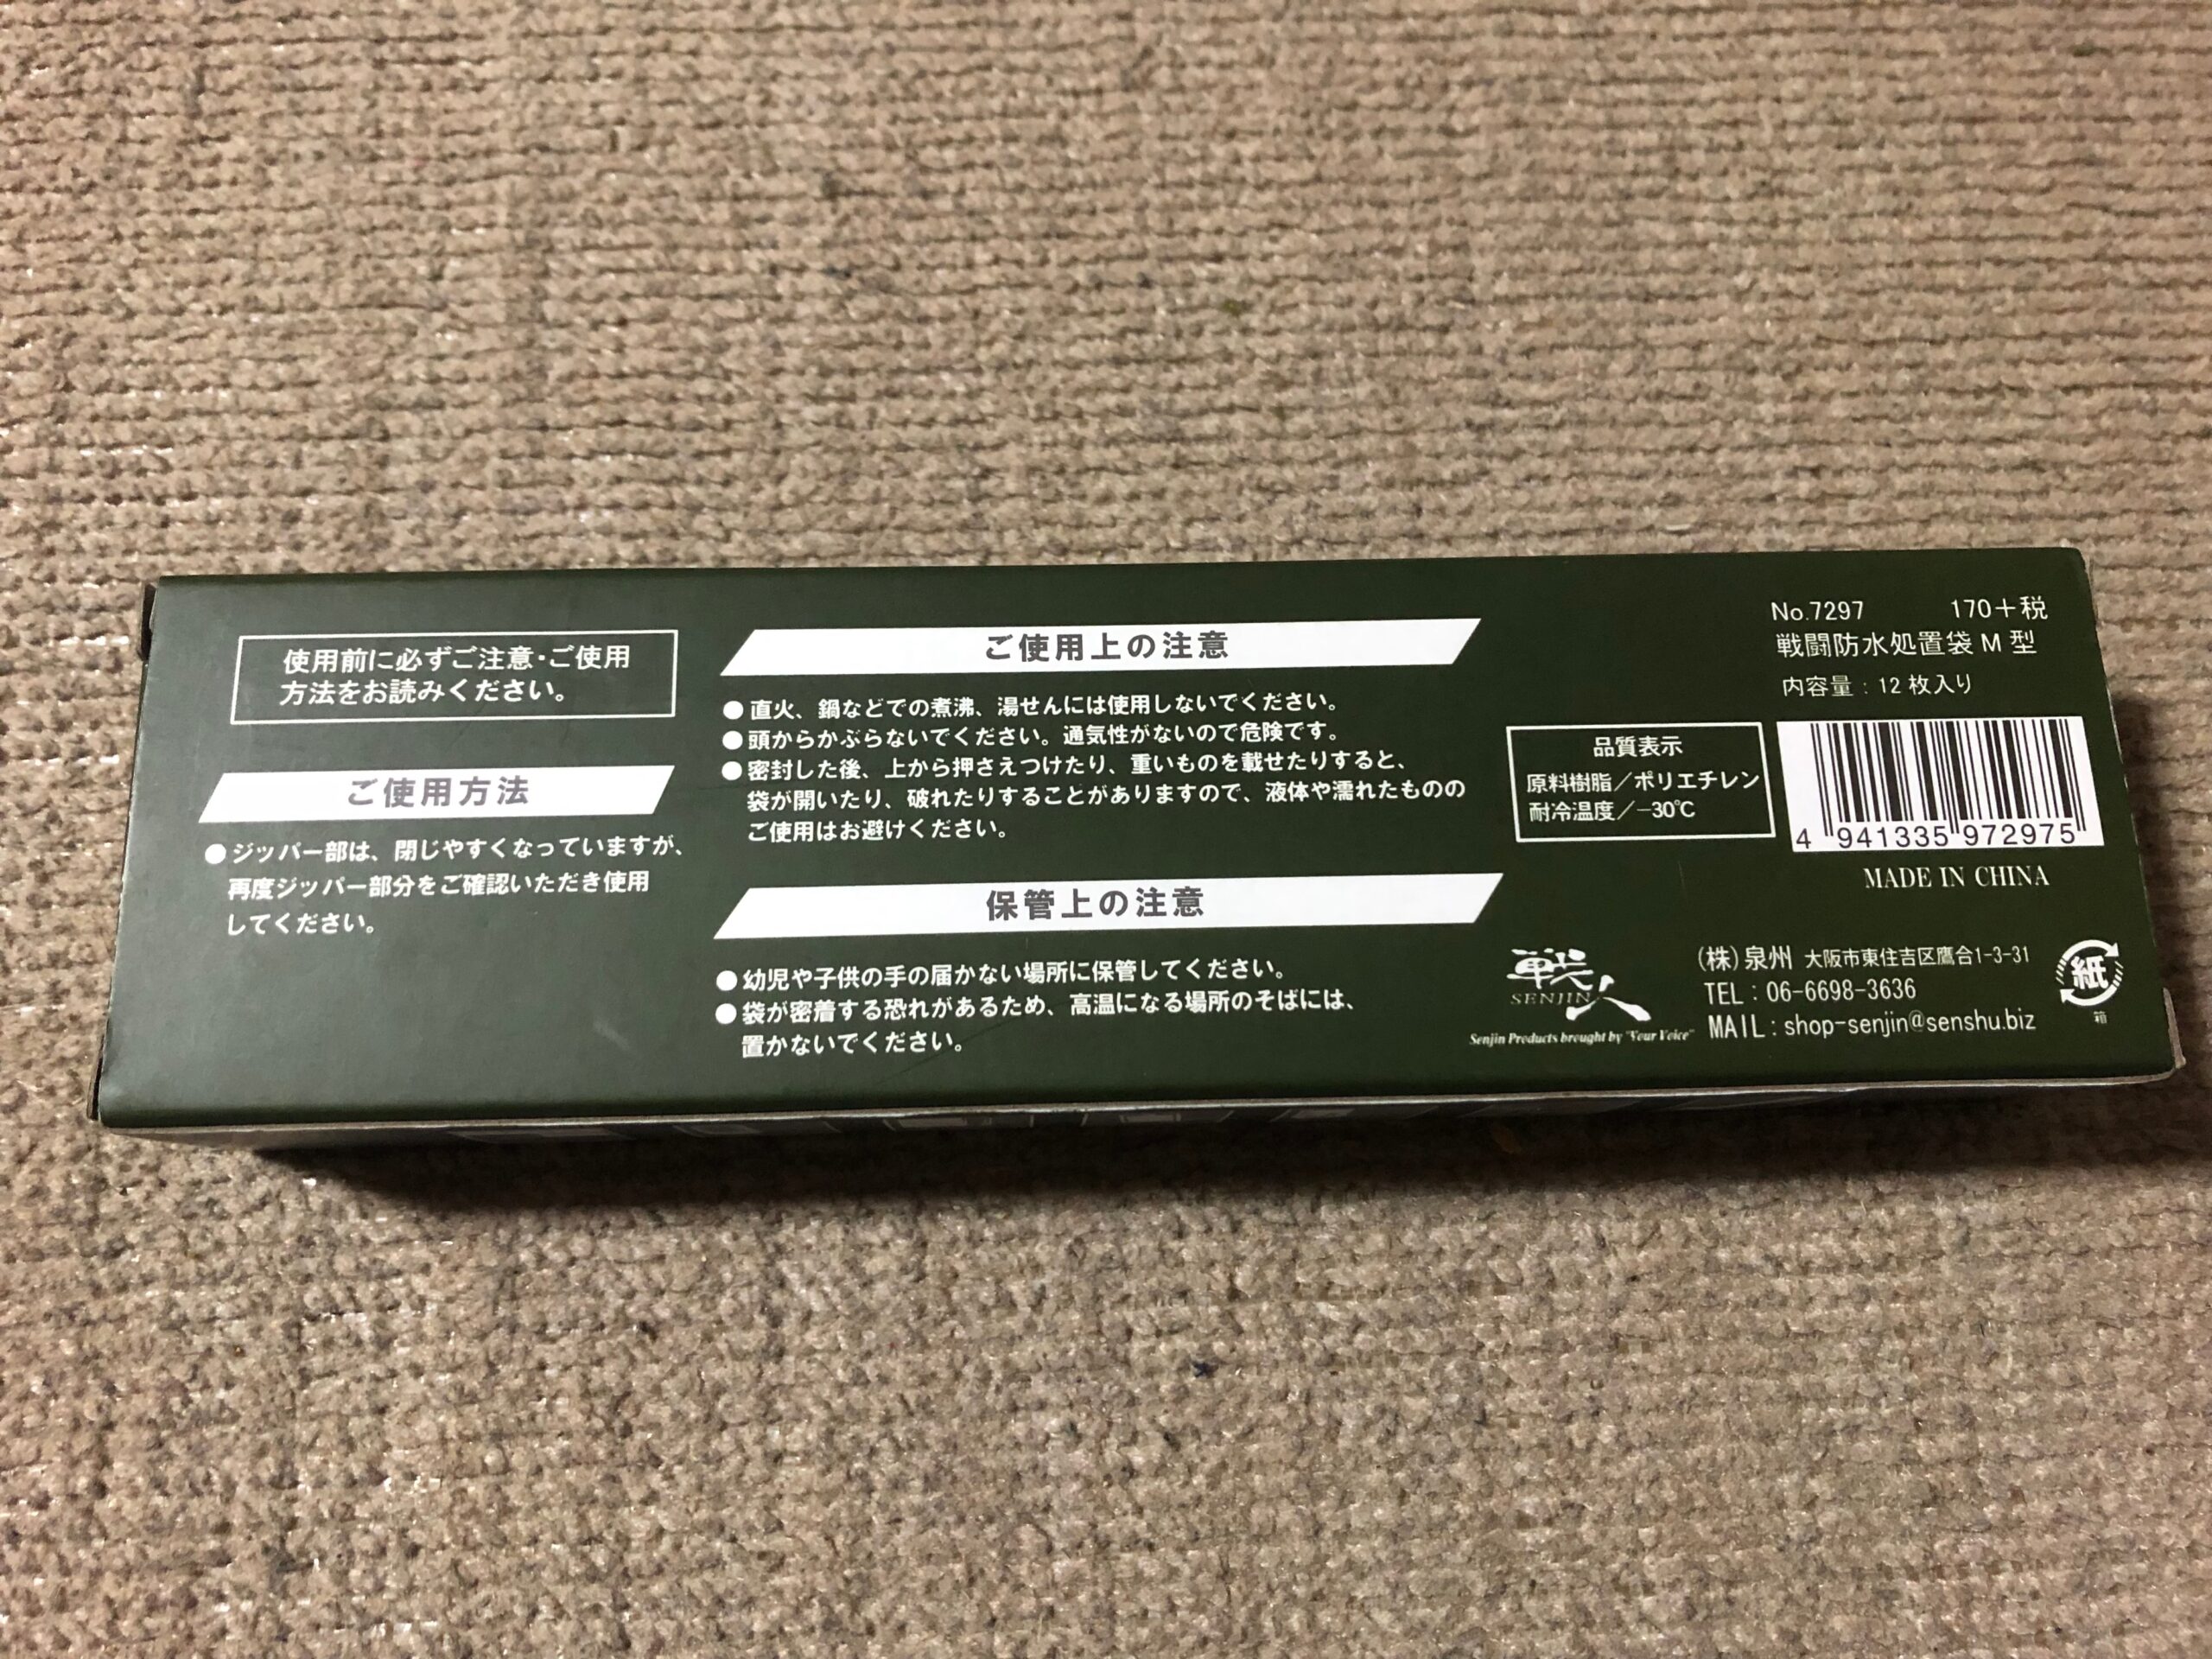 使用前に必ずご注意・ご使用
方法をお読みください。
ご使用方法
●ジッパー部は、閉じやすくなっていますが、
再度ジッパー部分をご確認いただき使用
してください。
ご使用上の注意
●直火、鍋などでの煮沸、湯せんには使用しないでください。
●頭からかぶらないでください。通気性がないので危険です。
●密封した後、上から押さえつけたり、重いものを載せたりすると、
袋が開いたり、破れたりすることがありますので、液体や濡れたものの
ご使用はお避けください。
保管上の注意
●幼児や子供の手の届かない場所に保管してください。
●袋が密着する恐れがあるため、高温になる場所のそばには、
置かないでください。
No.7297 170+税
戦闘防水処置袋 M 型
内容量：12 枚入り
品質表示
原料樹脂／ポリエチレン
耐冷温度／−30℃
4 941335 972975
MADE IN CHINA
戦人
SENJIN
Senjin Products brought by "Your Voice"
(株)泉州 大阪市東住吉区鷹合1-3-31
TEL：06-6698-3636
MAIL：shop-senjin@senshu.biz
紙
箱